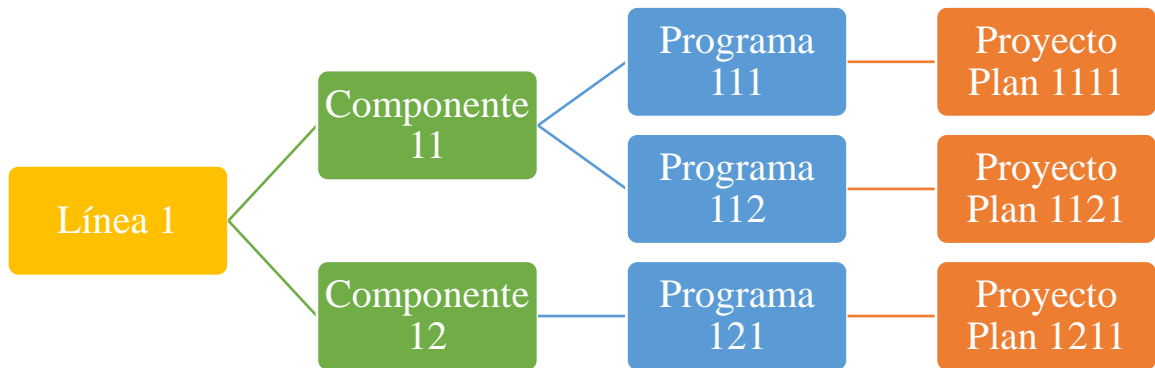 Línea 1
Componente
11
Componente
12
Programa
111
Programa
112
Programa
121
Proyecto
Plan 1111
Proyecto
Plan 1121
Proyecto
Plan 1211